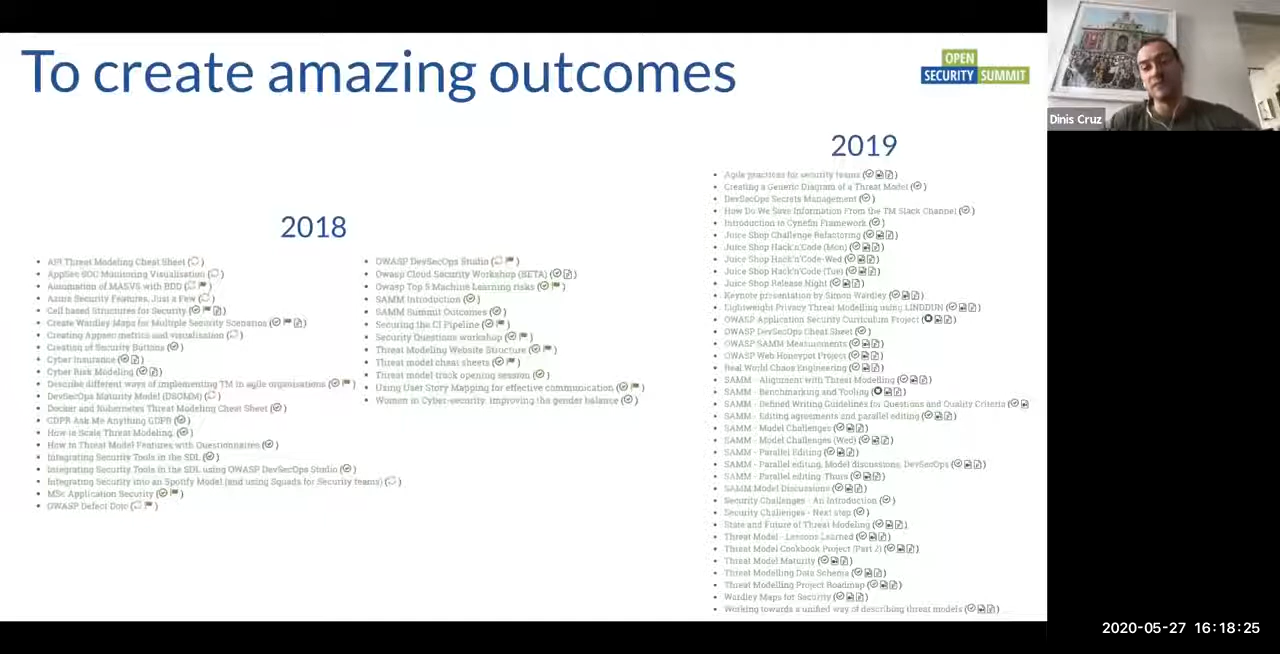 To create amazing outcomes
OPEN
SECURITY SUMMIT
Dinis Cruz
2018
API Threat Modeling Cheat Sheet ( )
AppSec SOC Monitoring Visualisation ( )
Automation of MASVS with BDD ( )
Azure Security Features, Just a Few ( )
Cell based Structures for Security ( )
Create Wardley Maps for Multiple Security Scenarios ( )
Creating Appsec metrics and visualisation ( )
Creation of Security Buttons ( )
Cyber Insurance ( )
Cyber Risk Modeling ( )
Describe different ways of implementing TM in agile organisations ( )
DevSecOps Maturity Model (DSOMM) ( )
Docker and Kubernetes Threat Modeling Cheat Sheet ( )
GDPR Ask Me Anything GDPR ( )
How to Scale Threat Modeling. ( )
How to Threat Model Features with Questionnaires ( )
Integrating Security Tools in the SDL ( )
Integrating Security Tools in the SDL using OWASP DevSecOps Studio ( )
Integrating Security into an Spotify Model (and using Squads for Security teams) ( )
MSc Application Security ( )
OWASP Defect Dojo ( )
OWASP DevSecOps Studio ( )
Owasp Cloud Security Workshop (BETA) ( )
Owasp Top 5 Machine Learning risks ( )
SAMM Introduction ( )
SAMM Summit Outcomes ( )
Securing the CI Pipeline ( )
Security Questions workshop ( )
Threat Modeling Website Structure ( )
Threat model cheat sheets ( )
Threat model track opening session ( )
Using User Story Mapping for effective communication ( )
Women in Cyber-security: improving the gender balance ( )
2019
Agile practices for security teams ( )
Creating a Generic Diagram of a Threat Model ( )
DevSecOps Secrets Management ( )
How Do We Save Information From the TM Slack Channel ( )
Introduction to Cynefin Framework ( )
Juice Shop Challenge Refactoring ( )
Juice Shop Hack'n'Code (Mon) ( )
Juice Shop Hack'n'Code-Wed ( )
Juice Shop Hack'n'Code (Tue) ( )
Juice Shop Release Night ( )
Keynote presentation by Simon Wardley ( )
Lightweight Privacy Threat Modelling using LINDDUN ( )
OWASP Application Security Curriculum Project ( )
OWASP DevSecOps Cheat Sheet ( )
OWASP SAMM Measurements ( )
OWASP Web Honeypot Project ( )
Real World Chaos Engineering ( )
SAMM - Alignment with Threat Modelling ( )
SAMM - Benchmarking and Tooling ( )
SAMM - Defined Writing Guidelines for Questions and Quality Criteria (
SAMM - Editing agreements and parallel editing ( )
SAMM - Model Challenges ( )
SAMM - Model Challenges (Wed) ( )
SAMM - Parallel Editing ( )
SAMM - Parallel editing, Model discussions, DevSecOps ( )
SAMM - Parallel editing Thurs ( )
SAMM Model Discussions ( )
Security Challenges - An Introduction ( )
Security Challenges - Next step ( )
State and Future of Threat Modeling ( )
Threat Model - Lessons Learned ( )
Threat Model Cookbook Project (Part 2) ( )
Threat Model Maturity ( )
Threat Modelling Data Schema ( )
Threat Modelling Project Roadmap ( )
Wardley Maps for Security ( )
Working towards a unified way of describing threat models ( )
2020-05-27 16:18:25